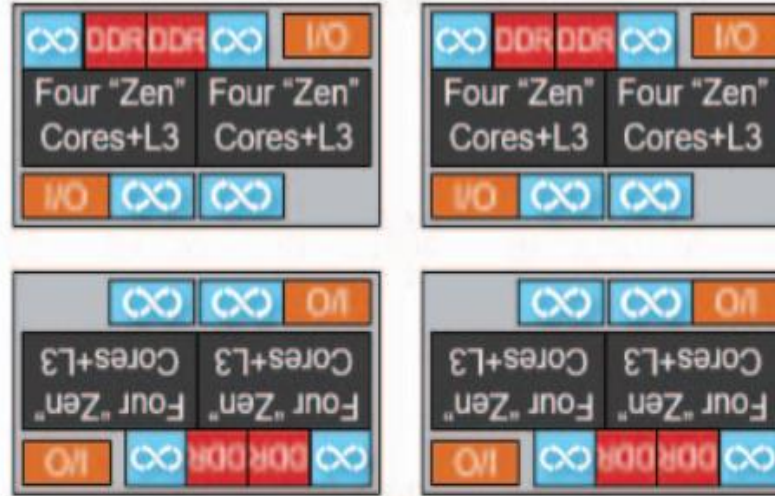 DDR DDR I/O
Four "Zen" Four "Zen"
Cores+L3 Cores+L3
I/O
DDR DDR I/O
Four "Zen" Four "Zen"
Cores+L3 Cores+L3
I/O
I/O
Four "Zen" Four "Zen"
Cores+L3 Cores+L3
I/O DDR DDR
I/O
Four "Zen" Four "Zen"
Cores+L3 Cores+L3
I/O DDR DDR